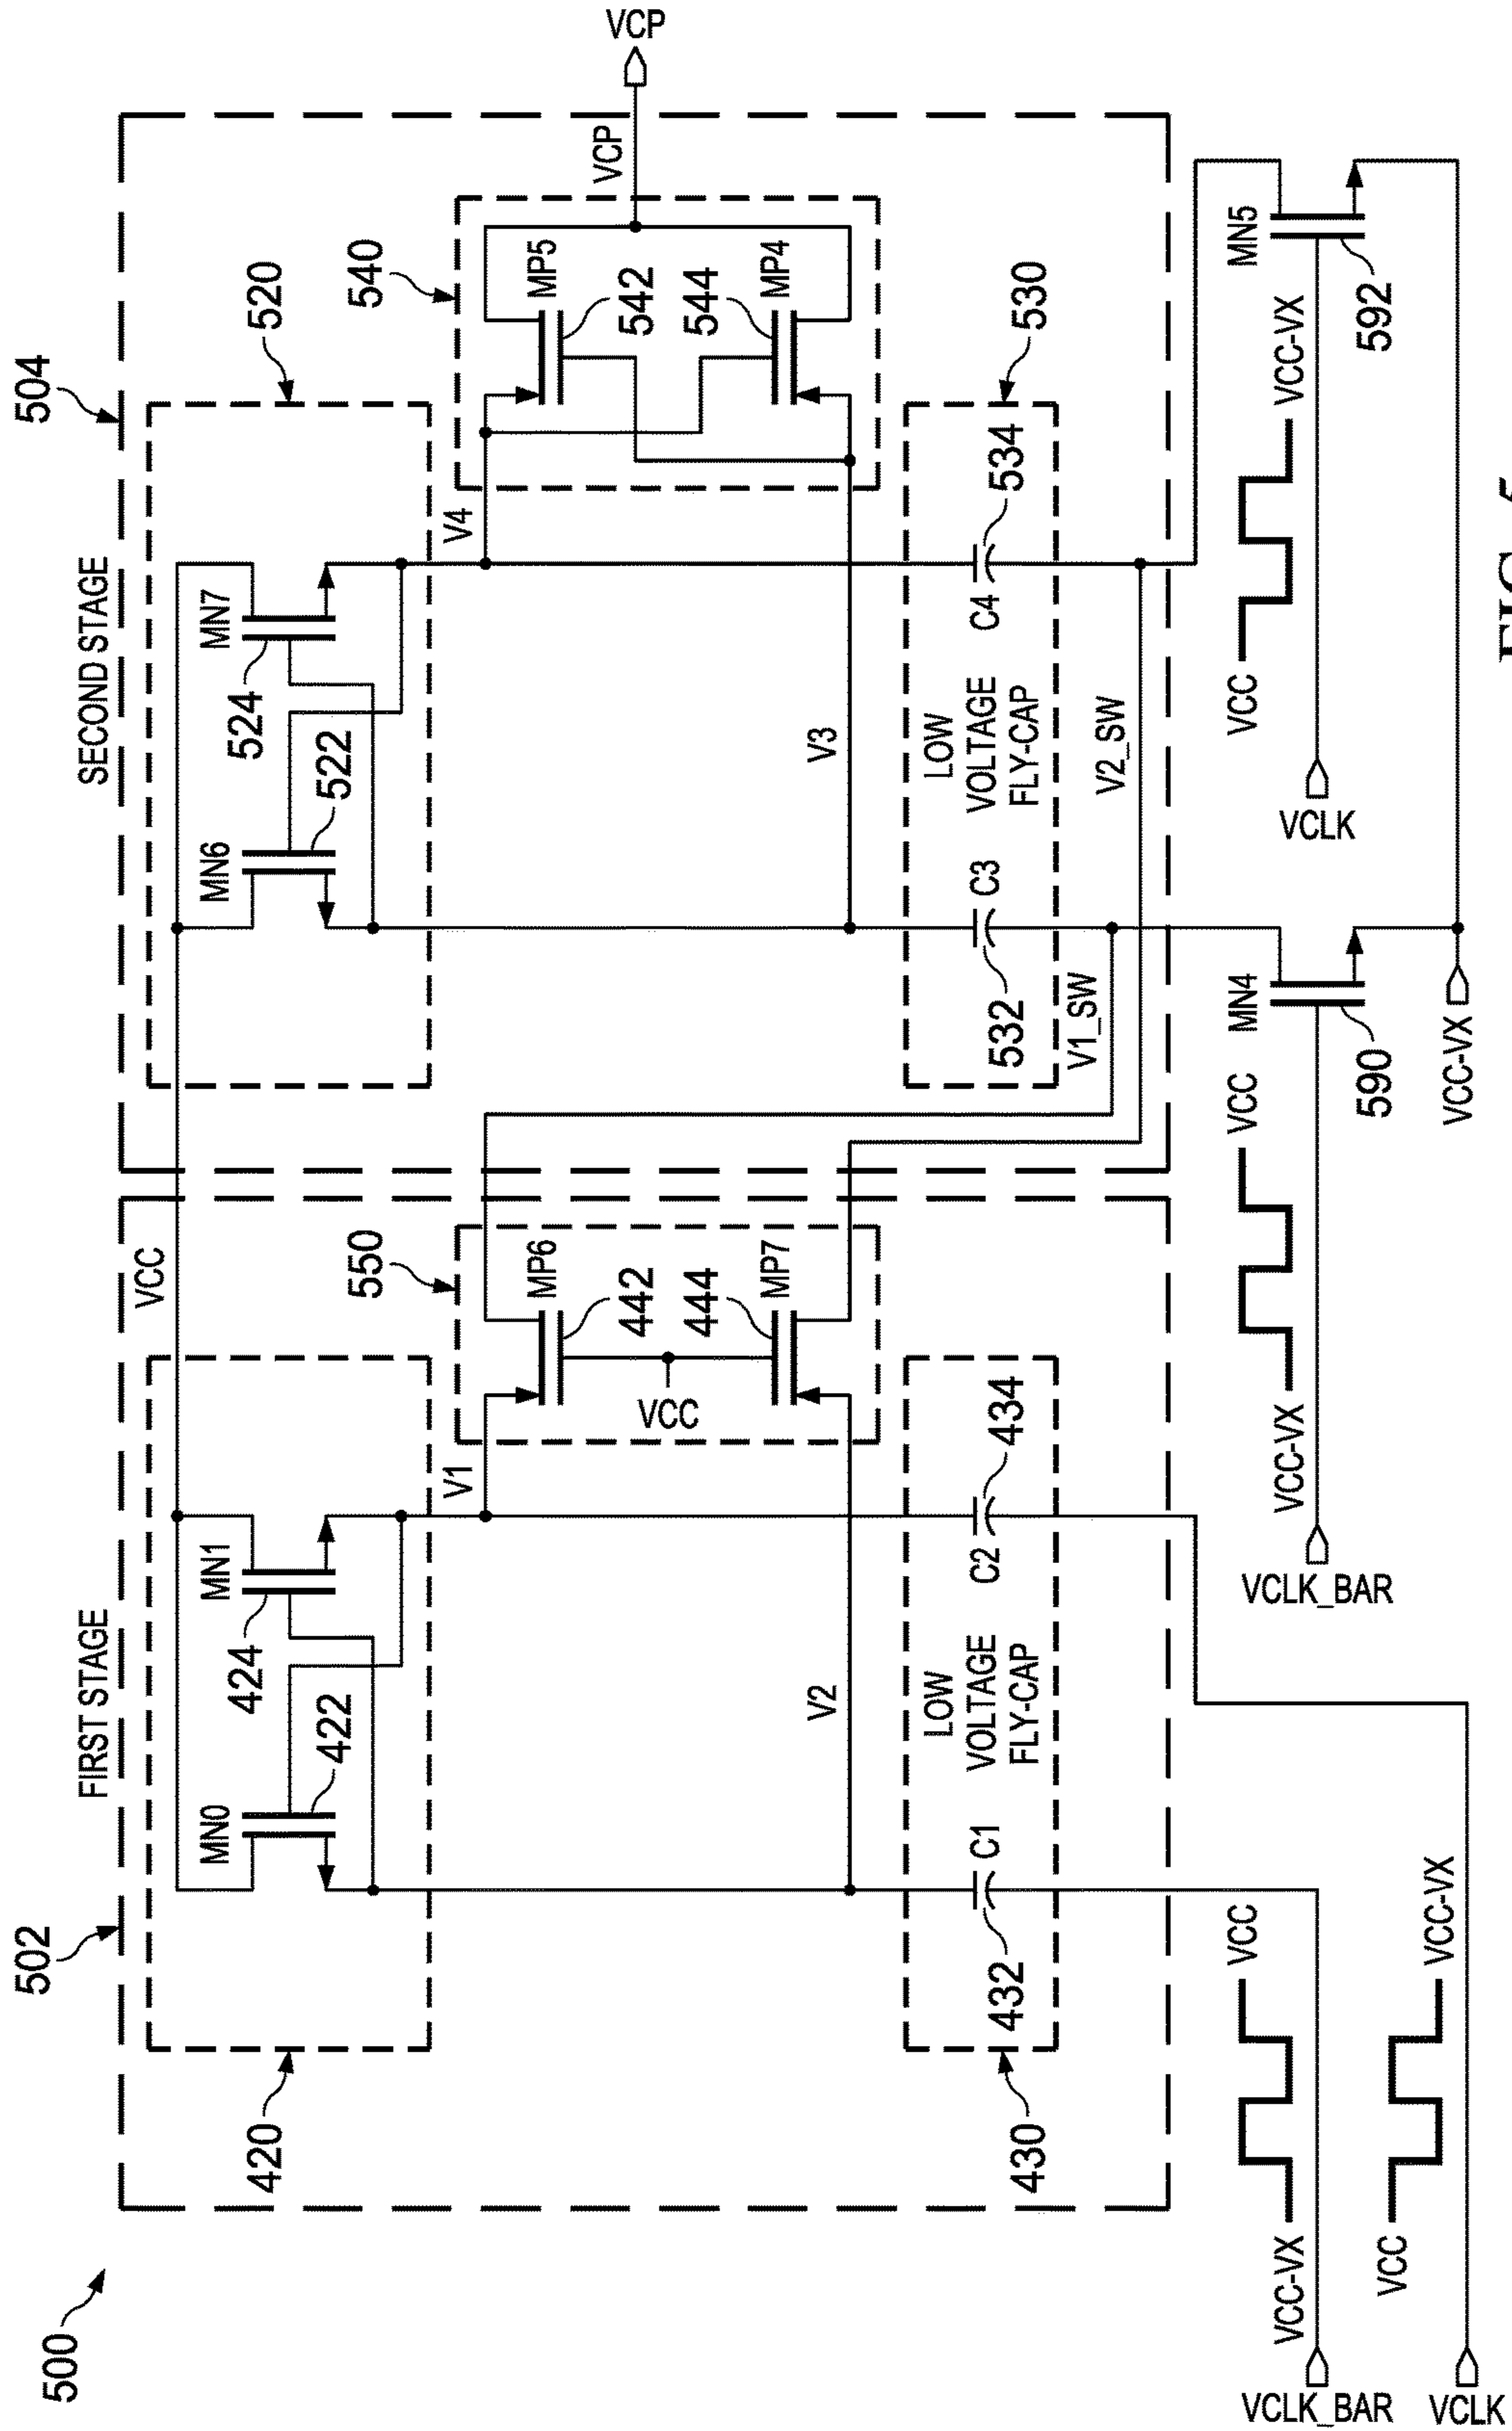 500
502
FIRST STAGE
504
SECOND STAGE
VCC
420
MN0
422
424
MN1
520
MN6
522
524
MN7
V1
V2
550
MP6
442
444
MP7
VCC
V4
V3
540
MP5
542
544
MP4
VCP
VCP
430
432
C1
LOW
VOLTAGE
FLY-CAP
C2
434
530
532
C3
LOW
VOLTAGE
FLY-CAP
C4
534
V1_SW
V2_SW
VCC-VX
VCC
VCLK_BAR
VCC
VCC-VX
VCLK
VCC-VX
VCC
VCLK_BAR
MN4
590
VCC-VX
VCC
VCC-VX
VCLK
MN5
592